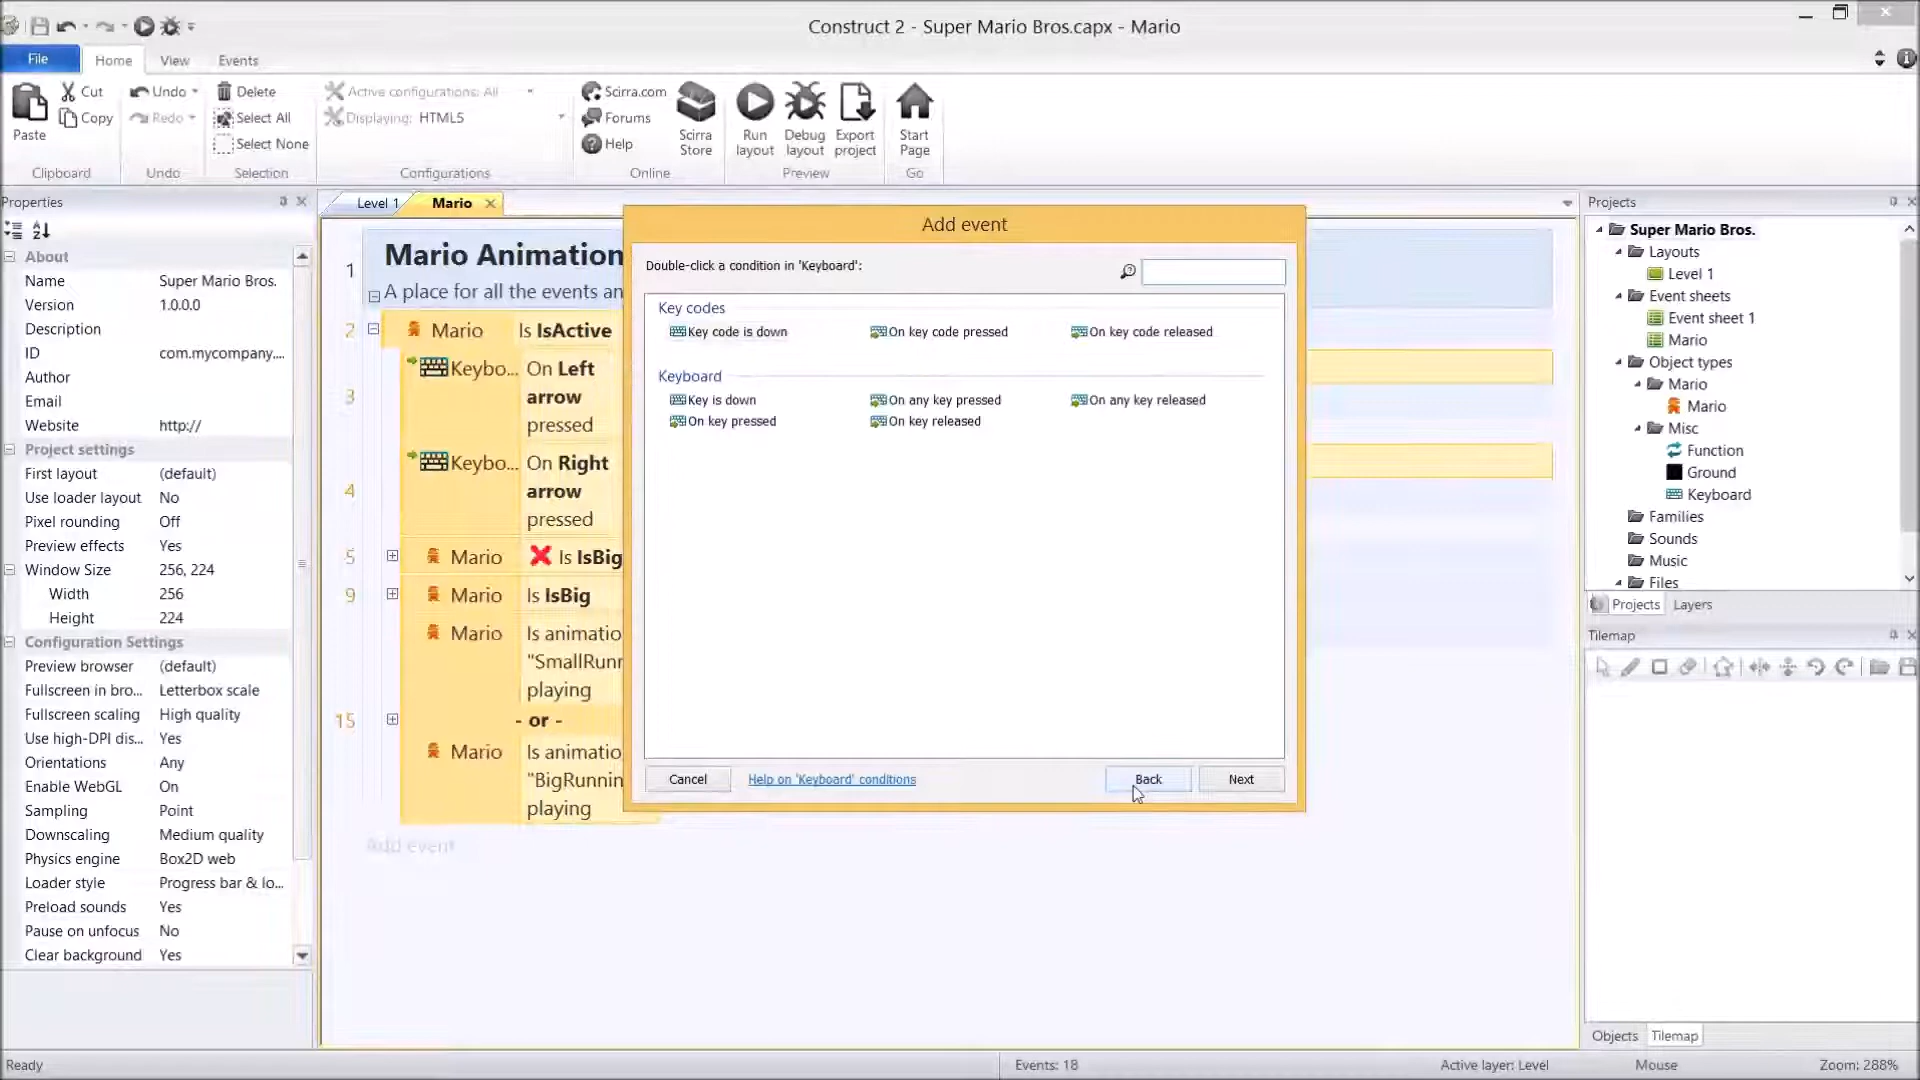 Construct 2 - Super Mario Bros.capx - Mario
File
Home
View
Events
Paste
Cut
Copy
Clipboard
Undo
Redo
Undo
Delete
Select All
Select None
Selection
Active configurations: All
Displaying: HTML5
Configurations
Scirra.com
Forums
Help
Scirra Store
Online
Run layout
Debug layout
Export project
Preview
Start Page
Go
Properties
About
Name Super Mario Bros.
Version 1.0.0.0
Description
ID com.mycompany....
Author
Email
Website http://
Project settings
First layout (default)
Use loader layout No
Pixel rounding Off
Preview effects Yes
Window Size 256, 224
Width 256
Height 224
Configuration Settings
Preview browser (default)
Fullscreen in bro... Letterbox scale
Fullscreen scaling High quality
Use high-DPI dis... Yes
Orientations Any
Enable WebGL On
Sampling Point
Downscaling Medium quality
Physics engine Box2D web
Loader style Progress bar & lo...
Preload sounds Yes
Pause on unfocus No
Clear background Yes
Level 1
Mario
1
Mario Animation
A place for all the events an
2 Mario Is IsActive
3 Keybo... On Left
arrow
pressed
4 Keybo... On Right
arrow
pressed
5 Mario Is IsBig
9 Mario Is IsBig
15
Mario Is animatio
"SmallRunn
playing
- or -
Mario Is animatio
"BigRunnin
playing
Add event
Add event
Double-click a condition in 'Keyboard':
Key codes
Key code is down
On key code pressed
On key code released
Keyboard
Key is down
On any key pressed
On any key released
On key pressed
On key released
Cancel
Help on 'Keyboard' conditions
Back
Next
Projects
Super Mario Bros.
Layouts
Level 1
Event sheets
Event sheet 1
Mario
Object types
Mario
Mario
Misc
Function
Ground
Keyboard
Families
Sounds
Music
Files
Projects
Layers
Tilemap
Objects
Tilemap
Ready
Events: 18
Active layer: Level
Mouse
Zoom: 288%